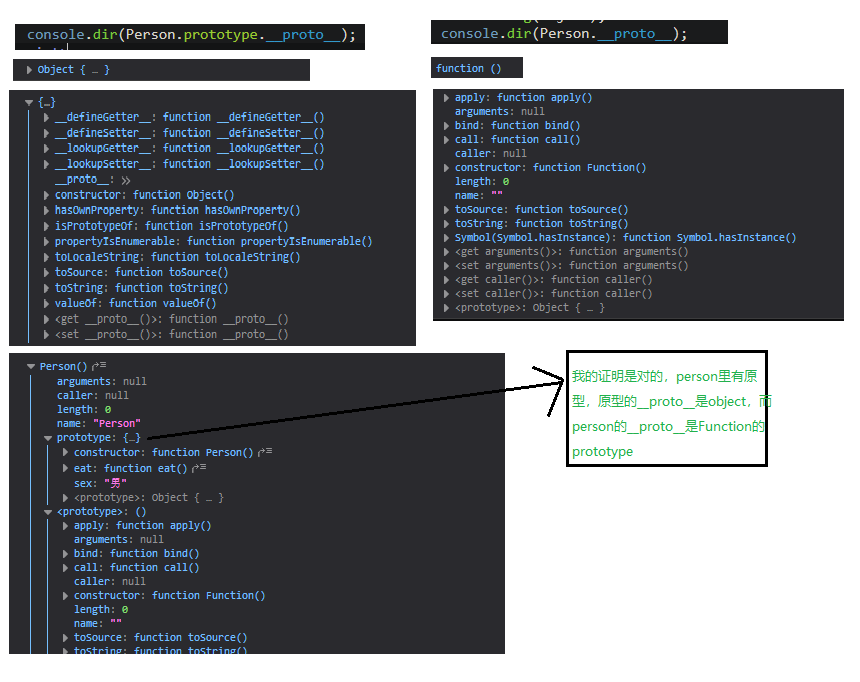 console.dir(Person.prototype.__proto__);
Object { … }
{…}
__defineGetter__: function __defineGetter__()
__defineSetter__: function __defineSetter__()
__lookupGetter__: function __lookupGetter__()
__lookupSetter__: function __lookupSetter__()
__proto__: »
constructor: function Object()
hasOwnProperty: function hasOwnProperty()
isPrototypeOf: function isPrototypeOf()
propertyIsEnumerable: function propertyIsEnumerable()
toLocaleString: function toLocaleString()
toSource: function toSource()
toString: function toString()
valueOf: function valueOf()
<get __proto__()>: function __proto__()
<set __proto__()>: function __proto__()
console.dir(Person.__proto__);
function ()
apply: function apply()
arguments: null
bind: function bind()
call: function call()
caller: null
constructor: function Function()
length: 0
name: ""
toSource: function toSource()
toString: function toString()
Symbol(Symbol.hasInstance): function Symbol.hasInstance()
<get arguments()>: function arguments()
<set arguments()>: function arguments()
<get caller()>: function caller()
<set caller()>: function caller()
<prototype>: Object { … }
Person()
arguments: null
caller: null
length: 0
name: "Person"
prototype: {…}
constructor: function Person()
eat: function eat()
sex: "男"
<prototype>: Object { … }
<prototype>: ()
apply: function apply()
arguments: null
bind: function bind()
call: function call()
caller: null
constructor: function Function()
length: 0
name: ""
toSource: function toSource()
toString: function toString()
我的证明是对的，person里有原
型，原型的__proto__是object，而
person的__proto__是Function的
prototype